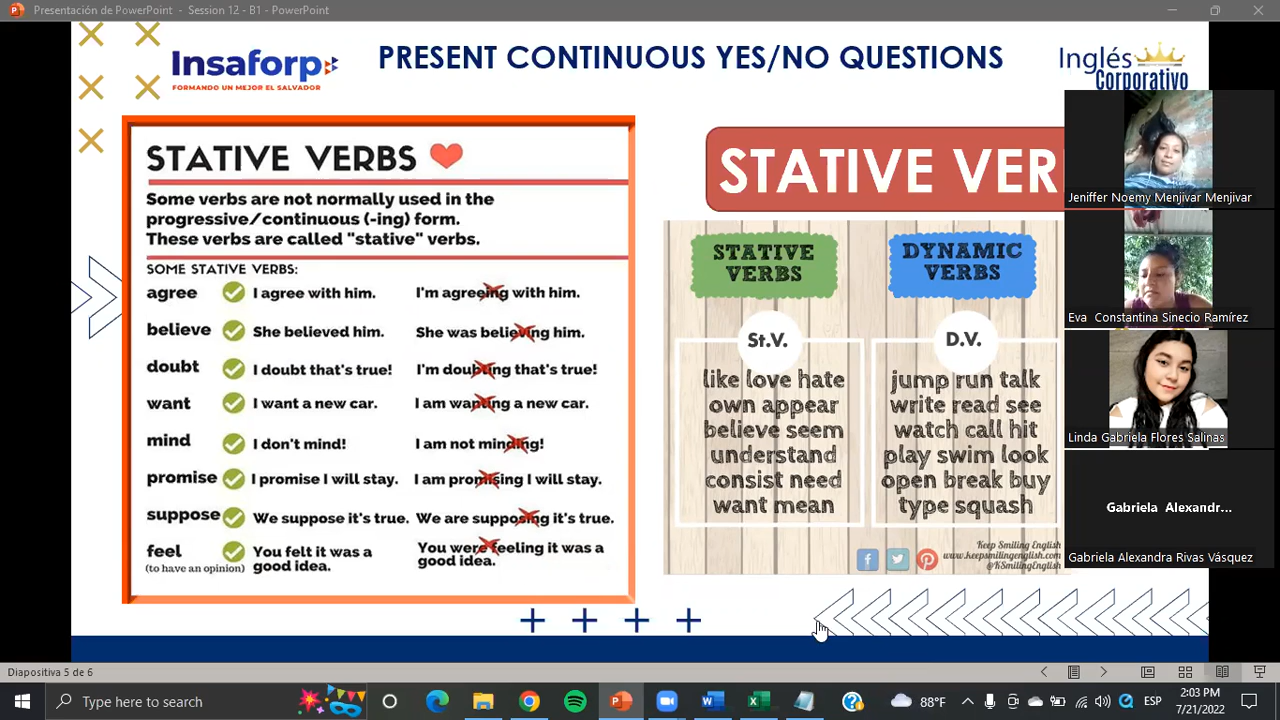 Presentación de PowerPoint - Session 12 - B1 - PowerPoint
Insaforp
FORMANDO UN MEJOR EL SALVADOR
PRESENT CONTINUOUS YES/NO QUESTIONS
Inglés
Corporativo
STATIVE VERBS
Some verbs are not normally used in the
progressive/continuous (-ing) form.
These verbs are called "stative" verbs.
SOME STATIVE VERBS:
agree I agree with him. I'm agreeing with him.
believe She believed him. She was believing him.
doubt I doubt that's true! I'm doubting that's true!
want I want a new car. I am wanting a new car.
mind I don't mind! I am not minding!
promise I promise I will stay. I am promising I will stay.
suppose We suppose it's true. We are supposing it's true.
feel You felt it was a You were feeling it was a
(to have an opinion) good idea. good idea.
STATIVE VER
STATIVE
VERBS
St.V.
like love hate
own appear
believe seem
understand
consist need
want mean
DYNAMIC
VERBS
D.V.
jump run talk
write read see
watch call hit
play swim look
open break buy
type squash
Keep Smiling English
www.keepsmilingenglish.com
@KSmilingEnglish
Jeniffer Noemy Menjivar Menjivar
Eva Constantina Sinecio Ramírez
Linda Gabriela Flores Salinas
Gabriela Alexandr...
Gabriela Alexandra Rivas Vásquez
Diapositiva 5 de 6
Type here to search
88°F
ESP
2:03 PM
7/21/2022